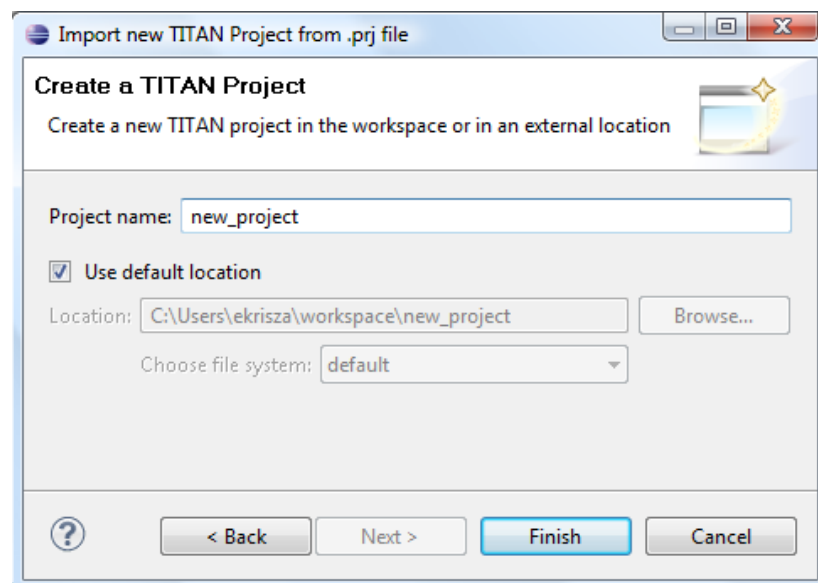 Import new TITAN Project from .prj file
Create a TITAN Project
Create a new TITAN project in the workspace or in an external location
Project name: new_project
Use default location
Location: C:\Users\ekrisza\workspace\new_project Browse...
Choose file system: default
? < Back Next > Finish Cancel